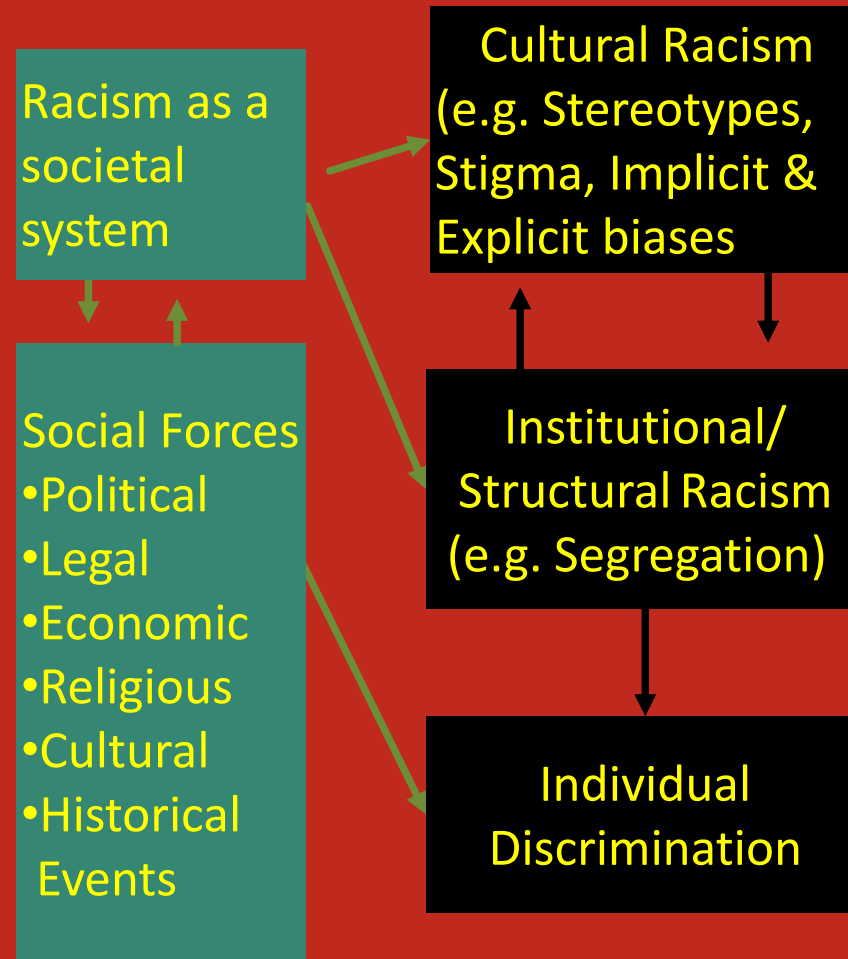 Racism as a
societal
system
Social Forces
•Political
•Legal
•Economic
•Religious
•Cultural
•Historical
Events
Cultural Racism
(e.g. Stereotypes,
Stigma, Implicit &
Explicit biases
Institutional/
Structural Racism
(e.g. Segregation)
Individual
Discrimination